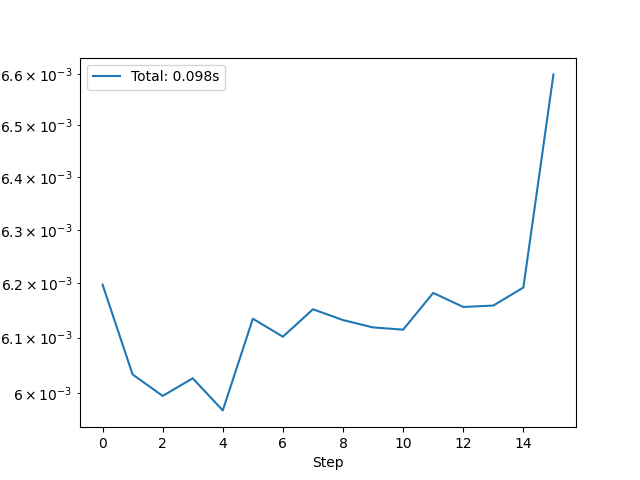 Total: 0.098s
6.6 × 10⁻³
6.5 × 10⁻³
6.4 × 10⁻³
6.3 × 10⁻³
6.2 × 10⁻³
6.1 × 10⁻³
6 × 10⁻³
0 2 4 6 8 10 12 14
Step